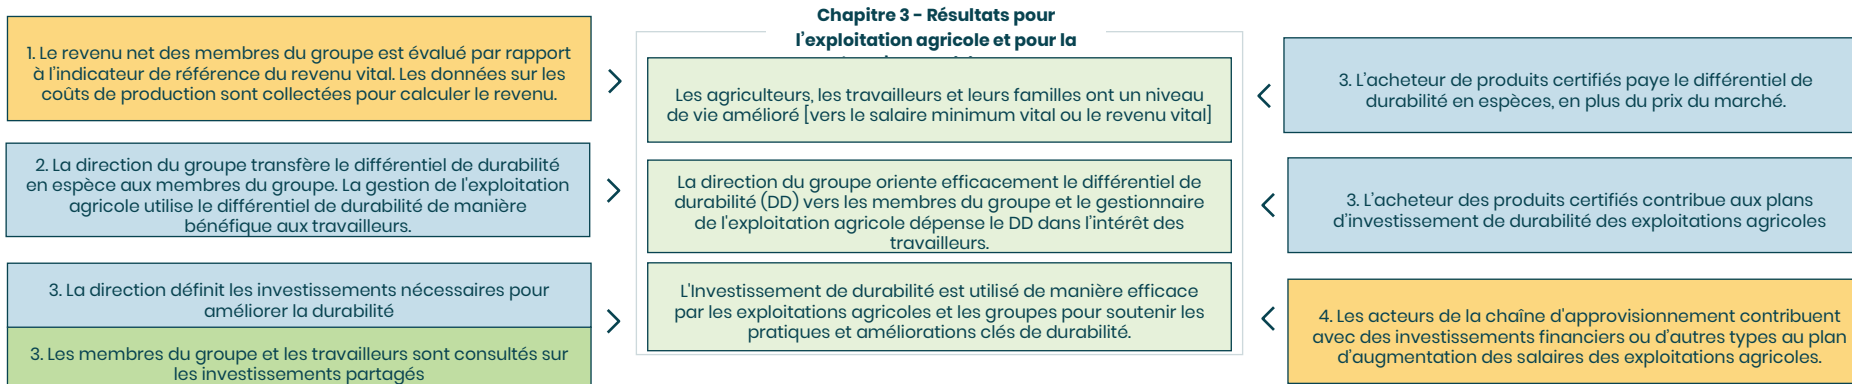 1. Le revenu net des membres du groupe est évalué par rapport
à l'indicateur de référence du revenu vital. Les données sur les
coûts de production sont collectées pour calculer le revenu.
2. La direction du groupe transfère le différentiel de durabilité
en espèce aux membres du groupe. La gestion de l'exploitation
agricole utilise le différentiel de durabilité de manière
bénéfique aux travailleurs.
3. La direction définit les investissements nécessaires pour
améliorer la durabilité
3. Les membres du groupe et les travailleurs sont consultés sur
les investissements partagés
Chapitre 3 - Résultats pour
l'exploitation agricole et pour la
Les agriculteurs, les travailleurs et leurs familles ont un niveau
de vie amélioré [vers le salaire minimum vital ou le revenu vital]
La direction du groupe oriente efficacement le différentiel de
durabilité (DD) vers les membres du groupe et le gestionnaire
de l'exploitation agricole dépense le DD dans l'intérêt des
travailleurs.
L'Investissement de durabilité est utilisé de manière efficace
par les exploitations agricoles et les groupes pour soutenir les
pratiques et améliorations clés de durabilité.
3. L'acheteur de produits certifiés paye le différentiel de
durabilité en espèces, en plus du prix du marché.
3. L'acheteur des produits certifiés contribue aux plans
d'investissement de durabilité des exploitations agricoles
4. Les acteurs de la chaîne d'approvisionnement contribuent
avec des investissements financiers ou d'autres types au plan
d'augmentation des salaires des exploitations agricoles.